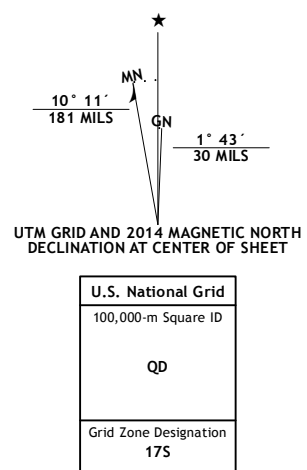 ★
MN
GN
10° 11´
181 MILS
1° 43´
30 MILS
UTM GRID AND 2014 MAGNETIC NORTH
DECLINATION AT CENTER OF SHEET
U.S. National Grid
100,000-m Square ID
QD
Grid Zone Designation
17S